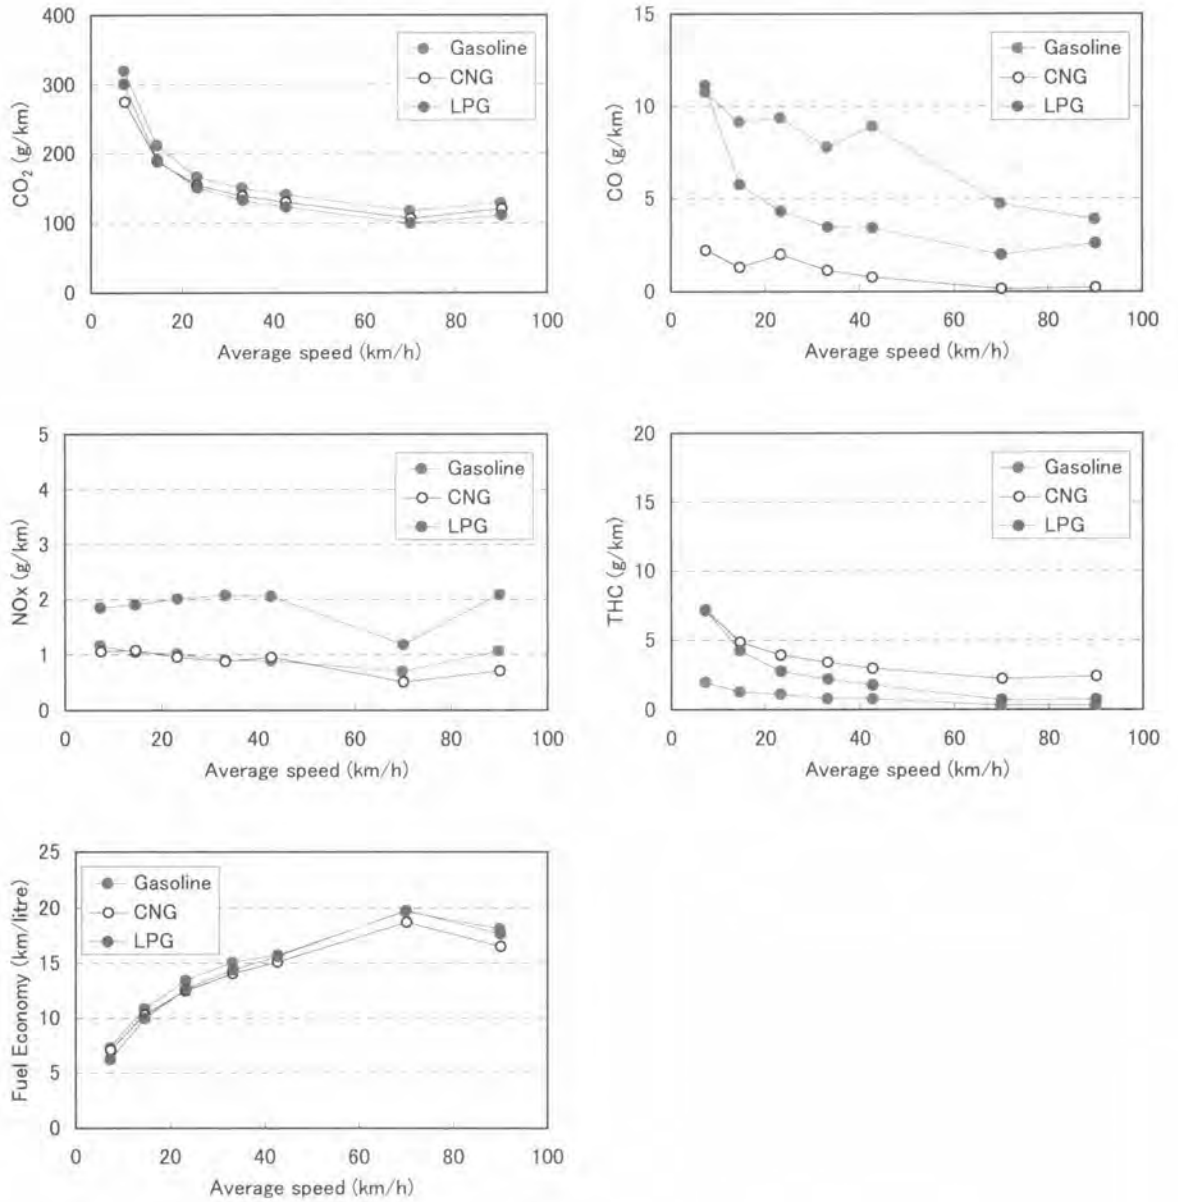 400
300
200
100
0
CO2 (g/km)
Gasoline
CNG
LPG
0 20 40 60 80 100
Average speed (km/h)
15
10
5
0
CO (g/km)
Gasoline
CNG
LPG
0 20 40 60 80 100
Average speed (km/h)
5
4
3
2
1
0
NOx (g/km)
Gasoline
CNG
LPG
0 20 40 60 80 100
Average speed (km/h)
20
15
10
5
0
THC (g/km)
Gasoline
CNG
LPG
0 20 40 60 80 100
Average speed (km/h)
25
20
15
10
5
0
Fuel Economy (km/litre)
Gasoline
CNG
LPG
0 20 40 60 80 100
Average speed (km/h)